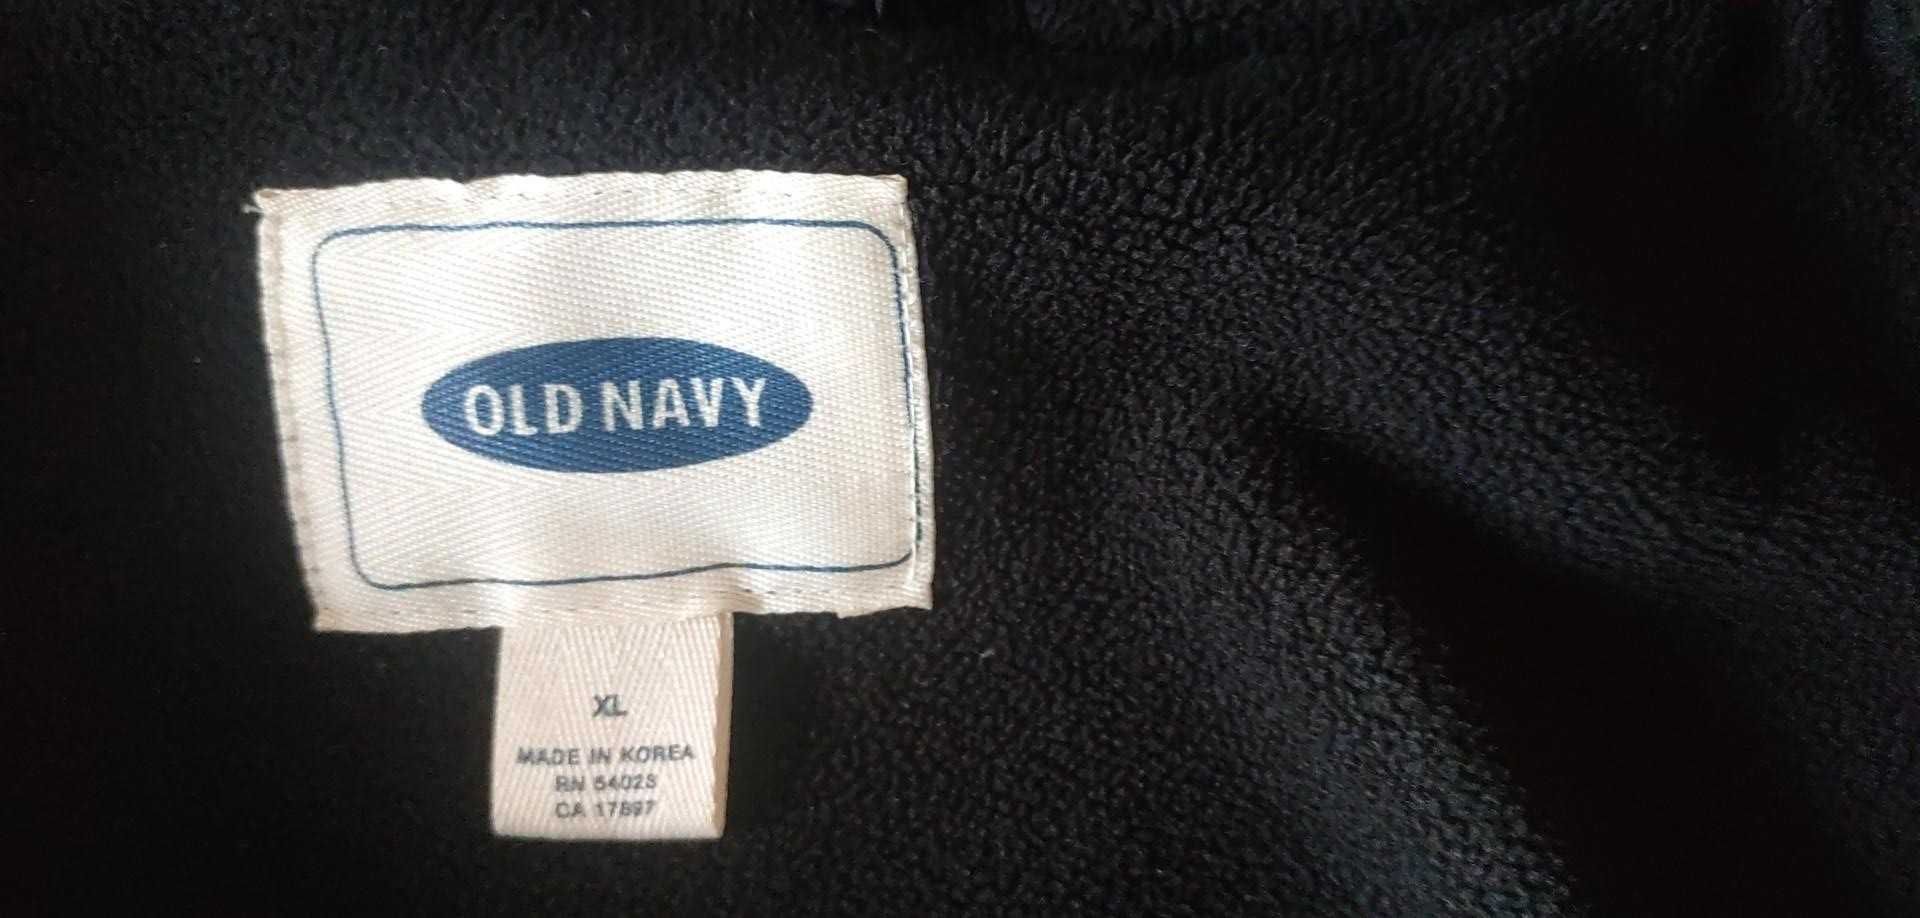 OLD NAVY
XL
MADE IN KOREA
RN 54023
CA 17897